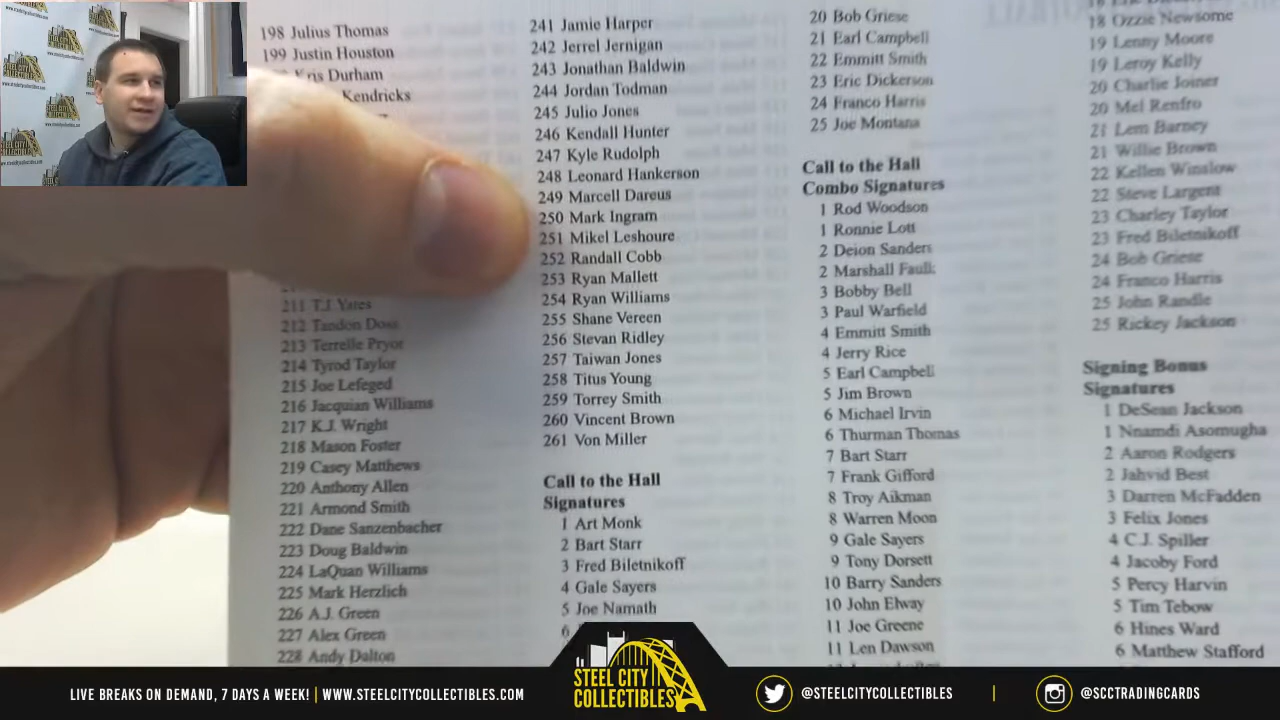 198 Julius Thomas
199 Justin Houston
Kris Durham
Kendricks
211 T.J. Yates
212 Tandon Doss
213 Terrelle Pryor
214 Tyrod Taylor
215 Joe Lefeged
216 Jacquian Williams
217 K.J. Wright
218 Mason Foster
219 Casey Matthews
220 Anthony Allen
221 Armond Smith
222 Dane Sanzenbacher
223 Doug Baldwin
224 LaQuan Williams
225 Mark Herzlich
226 A.J. Green
227 Alex Green
228 Andy Dalton
241 Jamie Harper
242 Jerrel Jernigan
243 Jonathan Baldwin
244 Jordan Todman
245 Julio Jones
246 Kendall Hunter
247 Kyle Rudolph
248 Leonard Hankerson
249 Marcell Dareus
250 Mark Ingram
251 Mikel Leshoure
252 Randall Cobb
253 Ryan Mallett
254 Ryan Williams
255 Shane Vereen
256 Stevan Ridley
257 Taiwan Jones
258 Titus Young
259 Torrey Smith
260 Vincent Brown
261 Von Miller
Call to the Hall
Signatures
1 Art Monk
2 Bart Starr
3 Fred Biletnikoff
4 Gale Sayers
5 Joe Namath
6
20 Bob Griese
21 Earl Campbell
22 Emmitt Smith
23 Eric Dickerson
24 Franco Harris
25 Joe Montana
Call to the Hall
Combo Signatures
1 Rod Woodson
1 Ronnie Lott
2 Deion Sanders
2 Marshall Faulk
3 Bobby Bell
3 Paul Warfield
4 Emmitt Smith
4 Jerry Rice
5 Earl Campbell
5 Jim Brown
6 Michael Irvin
6 Thurman Thomas
7 Bart Starr
7 Frank Gifford
8 Troy Aikman
8 Warren Moon
9 Gale Sayers
9 Tony Dorsett
10 Barry Sanders
10 John Elway
11 Joe Greene
11 Len Dawson
18 Ozzie Newsome
19 Lenny Moore
19 Leroy Kelly
20 Charlie Joiner
20 Mel Renfro
21 Lem Barney
21 Willie Brown
22 Kellen Winslow
22 Steve Largent
23 Charley Taylor
23 Fred Biletnikoff
24 Bob Griese
24 Franco Harris
25 John Randle
25 Rickey Jackson
Signing Bonus
Signatures
1 DeSean Jackson
1 Nnamdi Asomugha
2 Aaron Rodgers
2 Jahvid Best
3 Darren McFadden
3 Felix Jones
4 C.J. Spiller
4 Jacoby Ford
5 Percy Harvin
5 Tim Tebow
6 Hines Ward
6 Matthew Stafford
LIVE BREAKS ON DEMAND, 7 DAYS A WEEK! | WWW.STEELCITYCOLLECTIBLES.COM
STEEL CITY
COLLECTIBLES
@STEELCITYCOLLECTIBLES
|
@SCCTRADINGCARDS